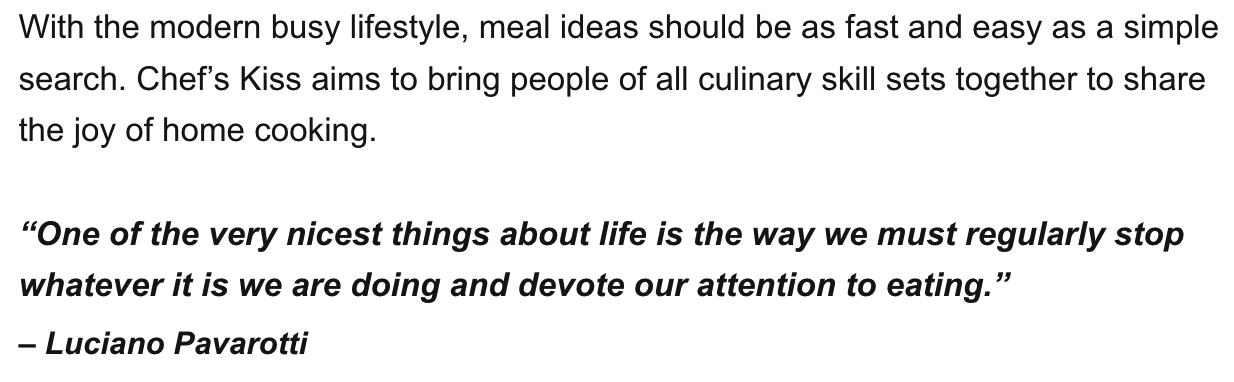 With the modern busy lifestyle, meal ideas should be as fast and easy as a simple
search. Chef’s Kiss aims to bring people of all culinary skill sets together to share
the joy of home cooking.
“One of the very nicest things about life is the way we must regularly stop
whatever it is we are doing and devote our attention to eating.”
– Luciano Pavarotti